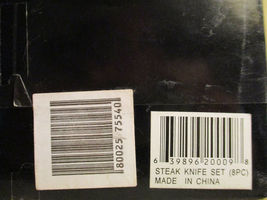 80025 75540
6 39896 20009 8
STEAK KNIFE SET (8PC)
MADE IN CHINA